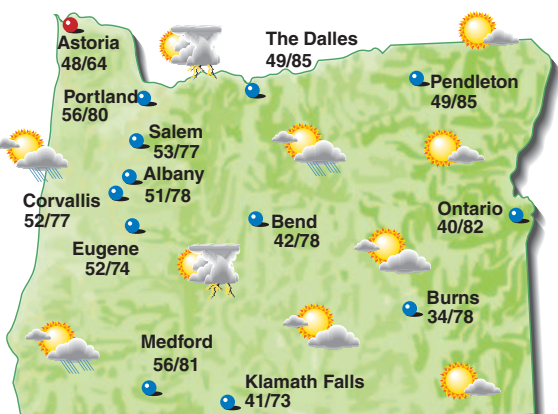 Astoria
48/64
The Dalles
49/85
Portland
56/80
Pendleton
49/85
Salem
53/77
Albany
51/78
Corvallis
52/77
Eugene
52/74
Bend
42/78
Ontario
40/82
Burns
34/78
Medford
56/81
Klamath Falls
41/73